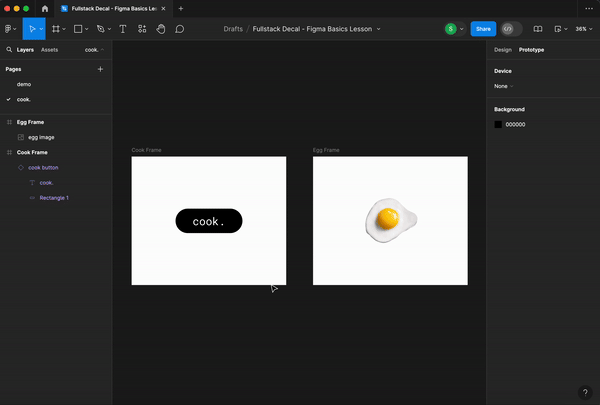 Fullstack Decal - Figma Basics Les
S
Drafts / Fullstack Decal - Figma Basics Lesson
Share
36%
Layers
Assets
cook.
Design
Prototype
Pages
demo
cook.
Egg Frame
egg image
Cook Frame
cook button
cook.
Rectangle 1
Cook Frame
cook.
Egg Frame
Device
None
Background
000000
?